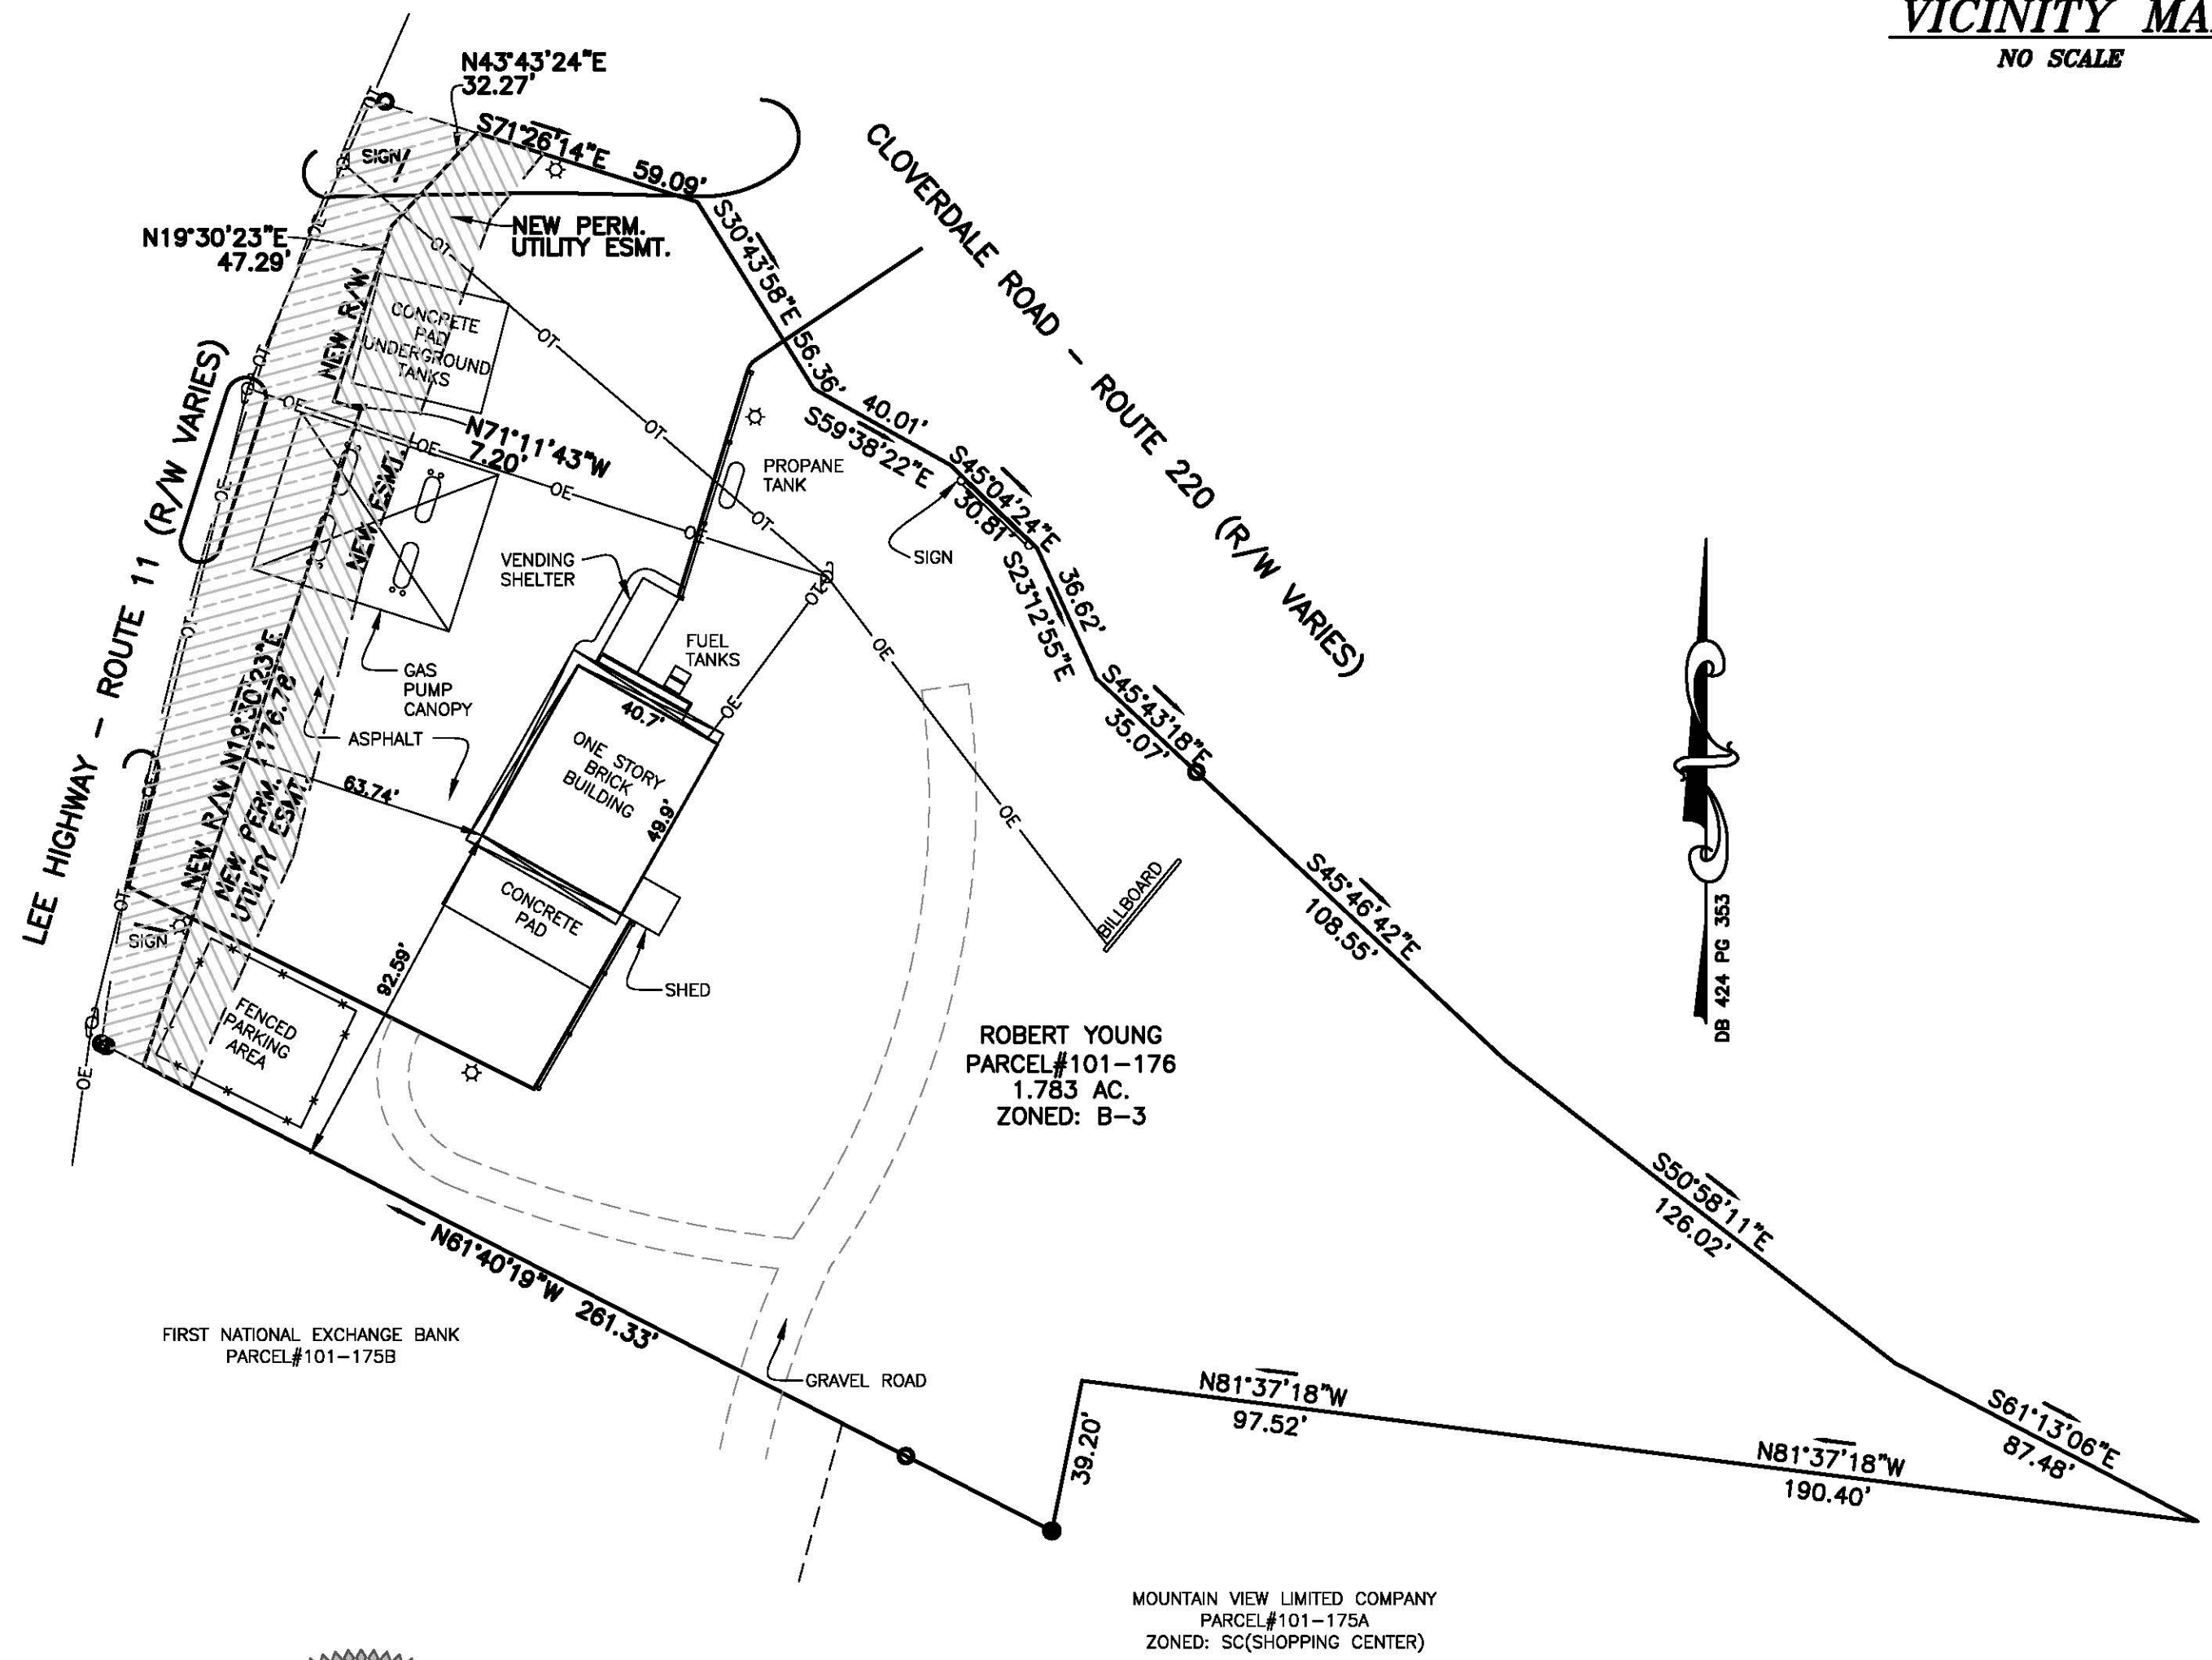 VICINITY MA
NO SCALE
N43°43'24"E
32.27'
S71°26'14"E 59.09'
SIGN
N19°30'23"E
47.29'
NEW PERM.
UTILITY ESMT.
CLOVERDALE ROAD - ROUTE 220 (R/W VARIES)
S30°43'58"E 56.36'
NEW R/W
CONCRETE
PAD
UNDERGROUND
TANKS
OT
OE
LEE HIGHWAY - ROUTE 11 (R/W VARIES)
N71°11'43"W
7.20'
NEW ESMT.
40.01'
S59°38'22"E
S45°04'24"E
30.81'
SIGN
PROPANE
TANK
36.62'
S23°12'55"E
VENDING
SHELTER
FUEL
TANKS
GAS
PUMP
CANOPY
ASPHALT
S45°43'18"E
35.07'
40.7'
ONE STORY
BRICK
BUILDING
49.9'
63.74'
NEW R/W N19°30'23"E
176.78'
NEW PERM.
UTILITY ESMT.
CONCRETE
PAD
BILLBOARD
S45°46'42"E
108.55'
DB 424 PG 353
SIGN
92.59'
SHED
FENCED
PARKING
AREA
ROBERT YOUNG
PARCEL#101-176
1.783 AC.
ZONED: B-3
S50°58'11"E
126.02'
N61°40'19"W 261.33'
FIRST NATIONAL EXCHANGE BANK
PARCEL#101-175B
GRAVEL ROAD
39.20'
N81°37'18"W
97.52'
N81°37'18"W
190.40'
S61°13'06"E
87.48'
MOUNTAIN VIEW LIMITED COMPANY
PARCEL#101-175A
ZONED: SC(SHOPPING CENTER)